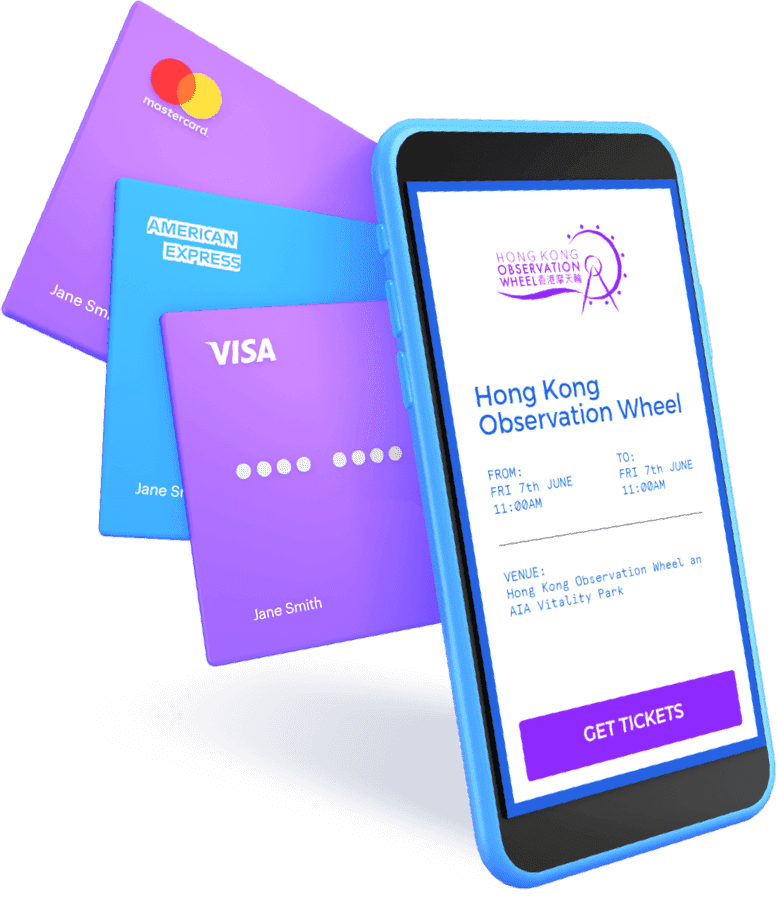 mastercard
Jane Sm
AMERICAN
EXPRESS
Jane S
VISA
Jane Smith
HONG KONG
OBSERVATION
WHEEL香港摩天輪
Hong Kong
Observation Wheel
FROM:
FRI 7th JUNE
11:00AM
TO:
FRI 7th JUNE
11:00AM
VENUE:
Hong Kong Observation Wheel an
AIA Vitality Park
GET TICKETS